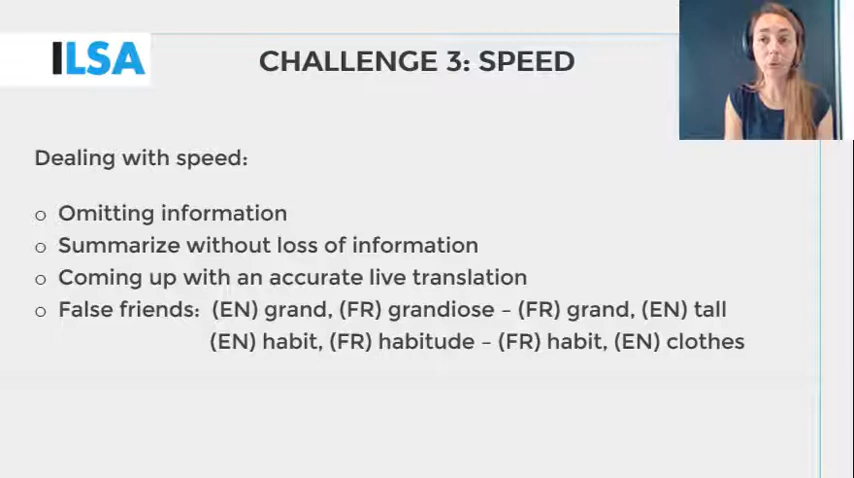 ILSA
CHALLENGE 3: SPEED
Dealing with speed:
o Omitting information
o Summarize without loss of information
o Coming up with an accurate live translation
o False friends: (EN) grand, (FR) grandiose – (FR) grand, (EN) tall
(EN) habit, (FR) habitude – (FR) habit, (EN) clothes